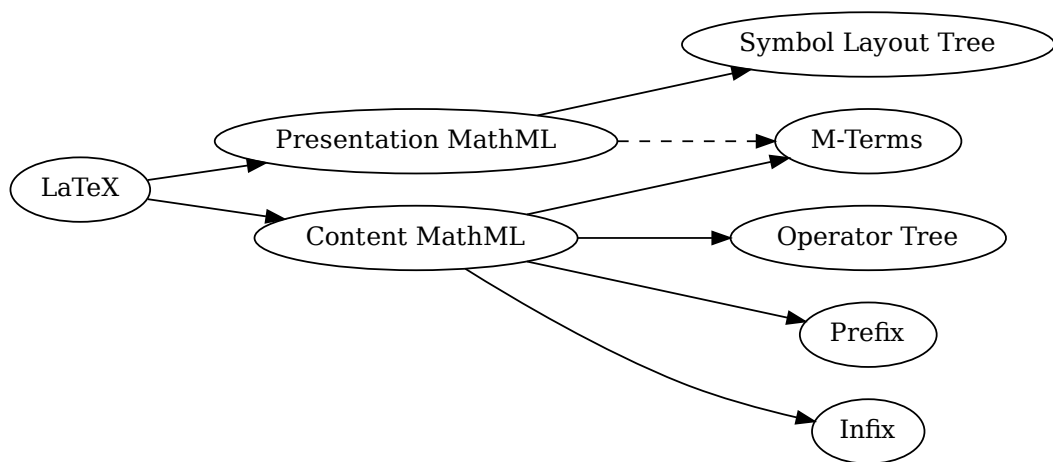 Symbol Layout Tree
Presentation MathML
M-Terms
LaTeX
Content MathML
Operator Tree
Prefix
Infix